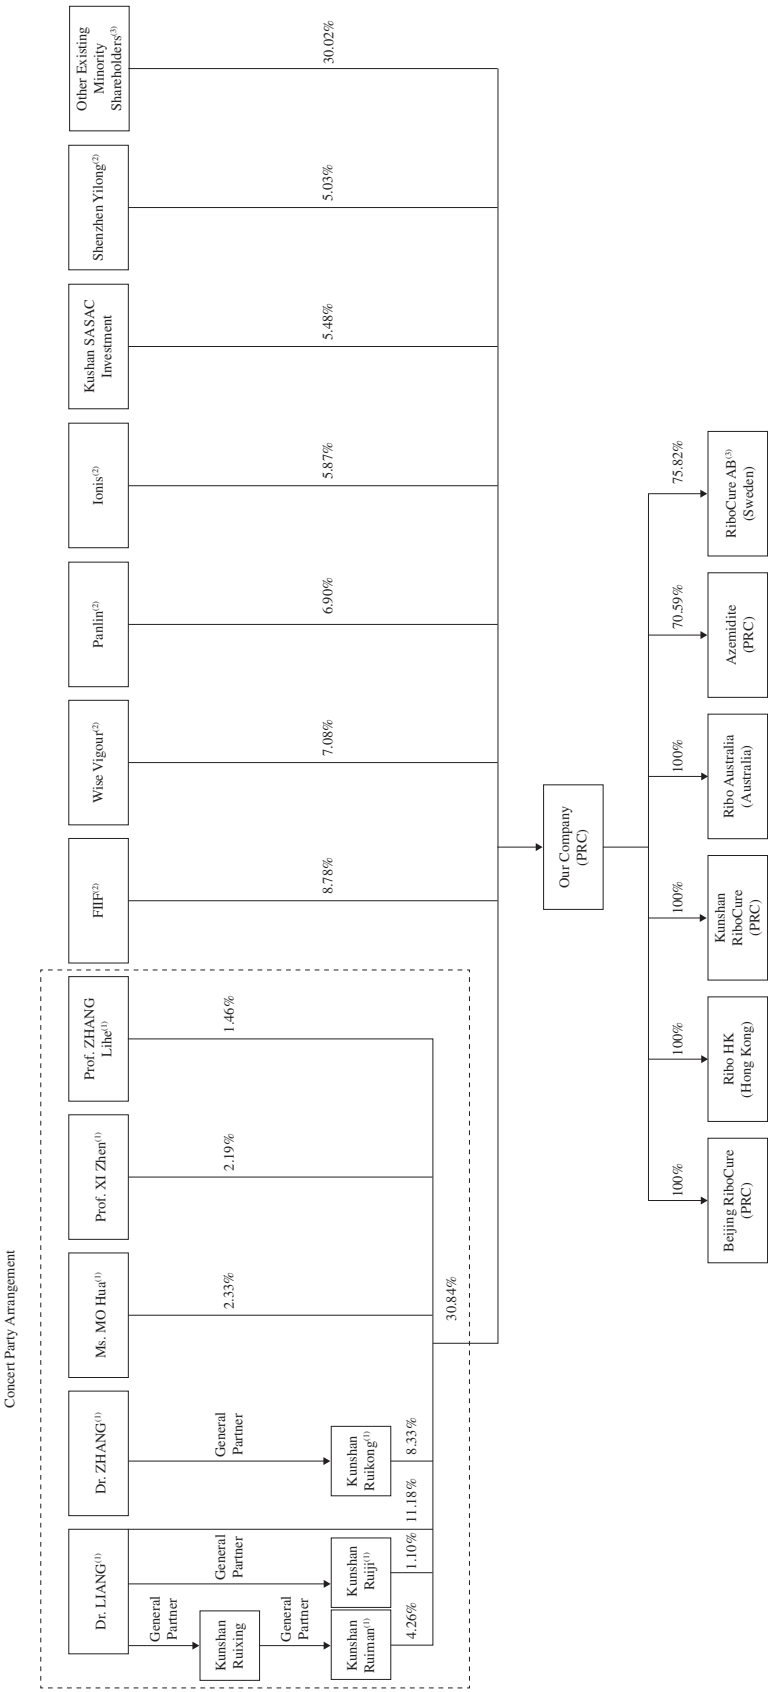 Concert Party Arrangement
Dr. LIANG(1)
Dr. ZHANG(1)
Ms. MO Hua(1)
Prof. XI Zhen(1)
Prof. ZHANG
Lihe(1)
FIIF(2)
Wise Vigour(2)
Panlin(2)
Ionis(2)
Kushan SASAC
Investment
Shenzhen Yilong(2)
Other Existing
Minority
Shareholders(3)
General
Partner
Kunshan
Ruixing
General
Partner
General
Partner
General
Partner
2.33%
2.19%
1.46%
8.78%
7.08%
6.90%
5.87%
5.48%
5.03%
30.02%
Kunshan
Ruiman(1)
Kunshan
Ruiji(1)
Kunshan
Ruikong(1)
4.26%
1.10%
11.18%
8.33%
30.84%
Our Company
(PRC)
100%
100%
100%
100%
70.59%
75.82%
Beijing RiboCure
(PRC)
Ribo HK
(Hong Kong)
Kunshan
RiboCure
(PRC)
Ribo Australia
(Australia)
Azemidite
(PRC)
RiboCure AB(3)
(Sweden)